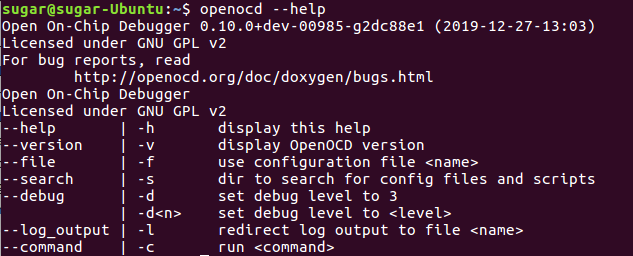 sugar@sugar-Ubuntu:~$ openocd --help
Open On-Chip Debugger 0.10.0+dev-00985-g2dc88e1 (2019-12-27-13:03)
Licensed under GNU GPL v2
For bug reports, read
        http://openocd.org/doc/doxygen/bugs.html
Open On-Chip Debugger
Licensed under GNU GPL v2
--help       | -h       display this help
--version    | -v       display OpenOCD version
--file       | -f       use configuration file <name>
--search     | -s       dir to search for config files and scripts
--debug      | -d       set debug level to 3
             | -d<n>    set debug level to <level>
--log_output | -l       redirect log output to file <name>
--command    | -c       run <command>